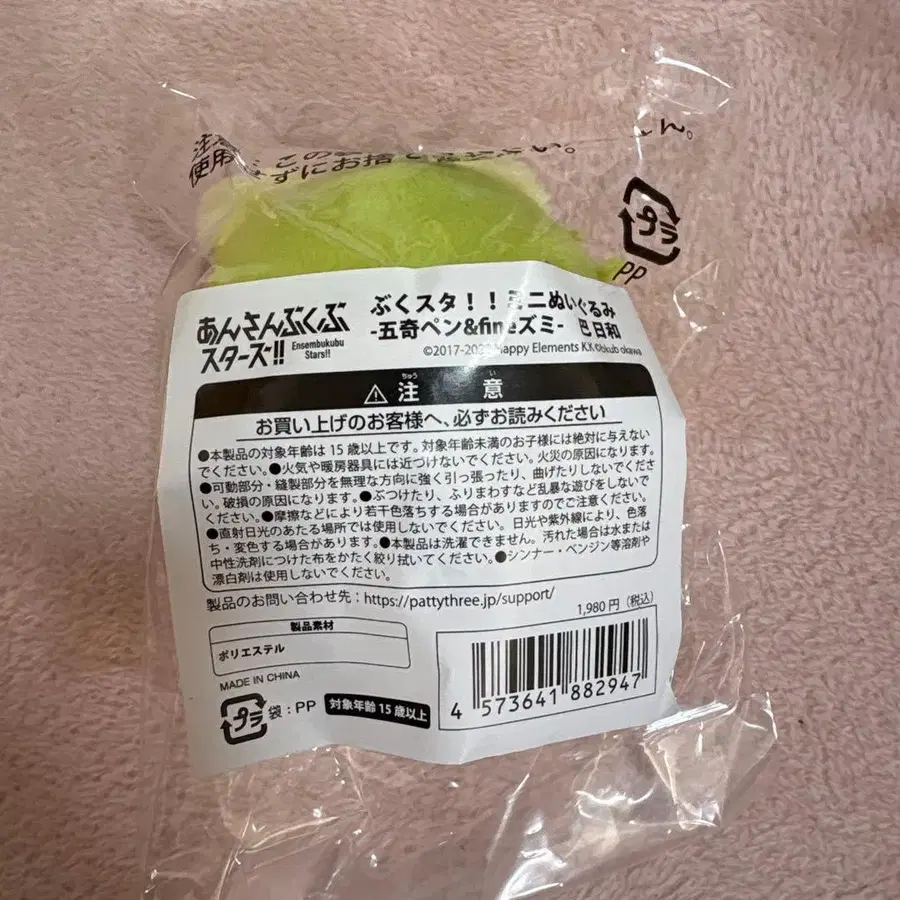 使用
ずにお捨
ん。
い。
プラ
PP
あんさんぶくぶ
スターズ!!
Ensembukubu
Stars!!
ぶくスタ！！ミニぬいぐるみ
-五奇ペン&fineズミ- 巴日和
Happy Elements K.K
ちゅう い
⚠注 意
お買い上げのお客様へ、必ずお読みください
●本製品の対象年齢は15歳以上です。対象年齢未満のお子様には絶対に与えない
でください。●火気や暖房器具には近づけないでください。火災の原因になります。
●可動部分・縫製部分を無理な方向に強く引っ張ったり、曲げたりしないでくださ
い。破損の原因になります。●ぶつけたり、ふりまわすなど乱暴な遊びをしないで
ください。●摩擦などにより若干色落ちする場合がありますのでご注意ください。
●直射日光のあたる場所では使用しないでください。日光や紫外線により、色落
ち・変色する場合があります。●本製品は洗濯できません。汚れた場合は水または
中性洗剤につけた布をかたく絞り拭いてください。●シンナー・ベンジン等溶剤や
漂白剤は使用しないでください。
製品のお問い合わせ先：https://pattythree.jp/support/
1,980円（税込）
製品素材
ポリエステル
MADE IN CHINA
プラ 袋：PP
対象年齢15歳以上
4 573641 882947